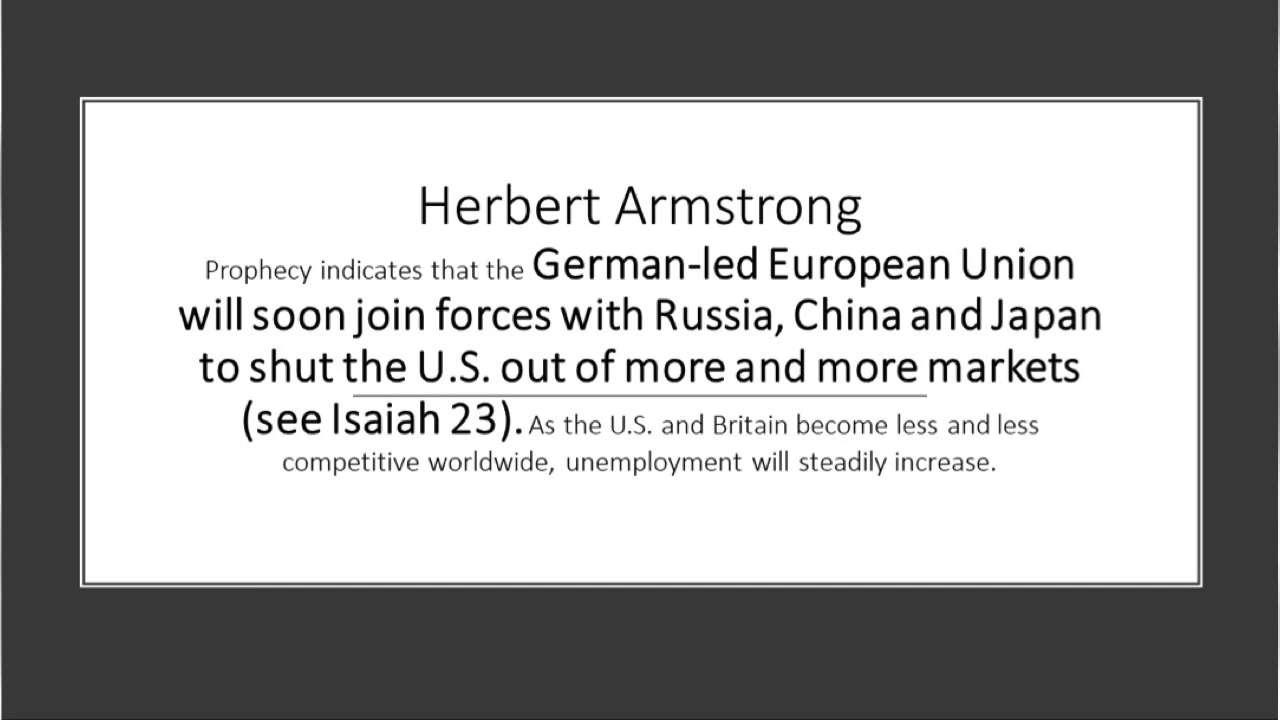 Herbert Armstrong
Prophecy indicates that the German-led European Union
will soon join forces with Russia, China and Japan
to shut the U.S. out of more and more markets
(see Isaiah 23). As the U.S. and Britain become less and less
competitive worldwide, unemployment will steadily increase.